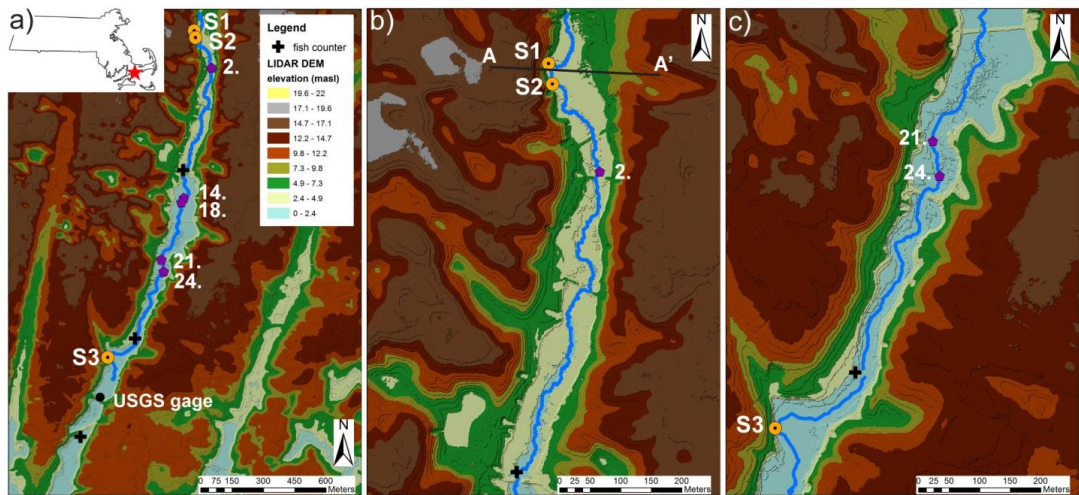 a)
S1
S2
2.
14.
18.
21.
24.
S3
USGS gage
Legend
fish counter
LIDAR DEM
elevation (masl)
19.6 - 22
17.1 - 19.6
14.7 - 17.1
12.2 - 14.7
9.8 - 12.2
7.3 - 9.8
4.9 - 7.3
2.4 - 4.9
0 - 2.4
N
0 75 150 300 450 600
Meters
b)
S1
A
A'
S2
2.
N
0 25 50 100 150 200
Meters
c)
N
21.
24.
S3
0 25 50 100 150 200
Meters